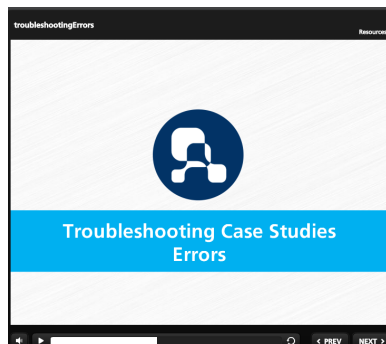 troubleshootingErrors
Resources
Troubleshooting Case Studies
Errors
< PREV
NEXT >